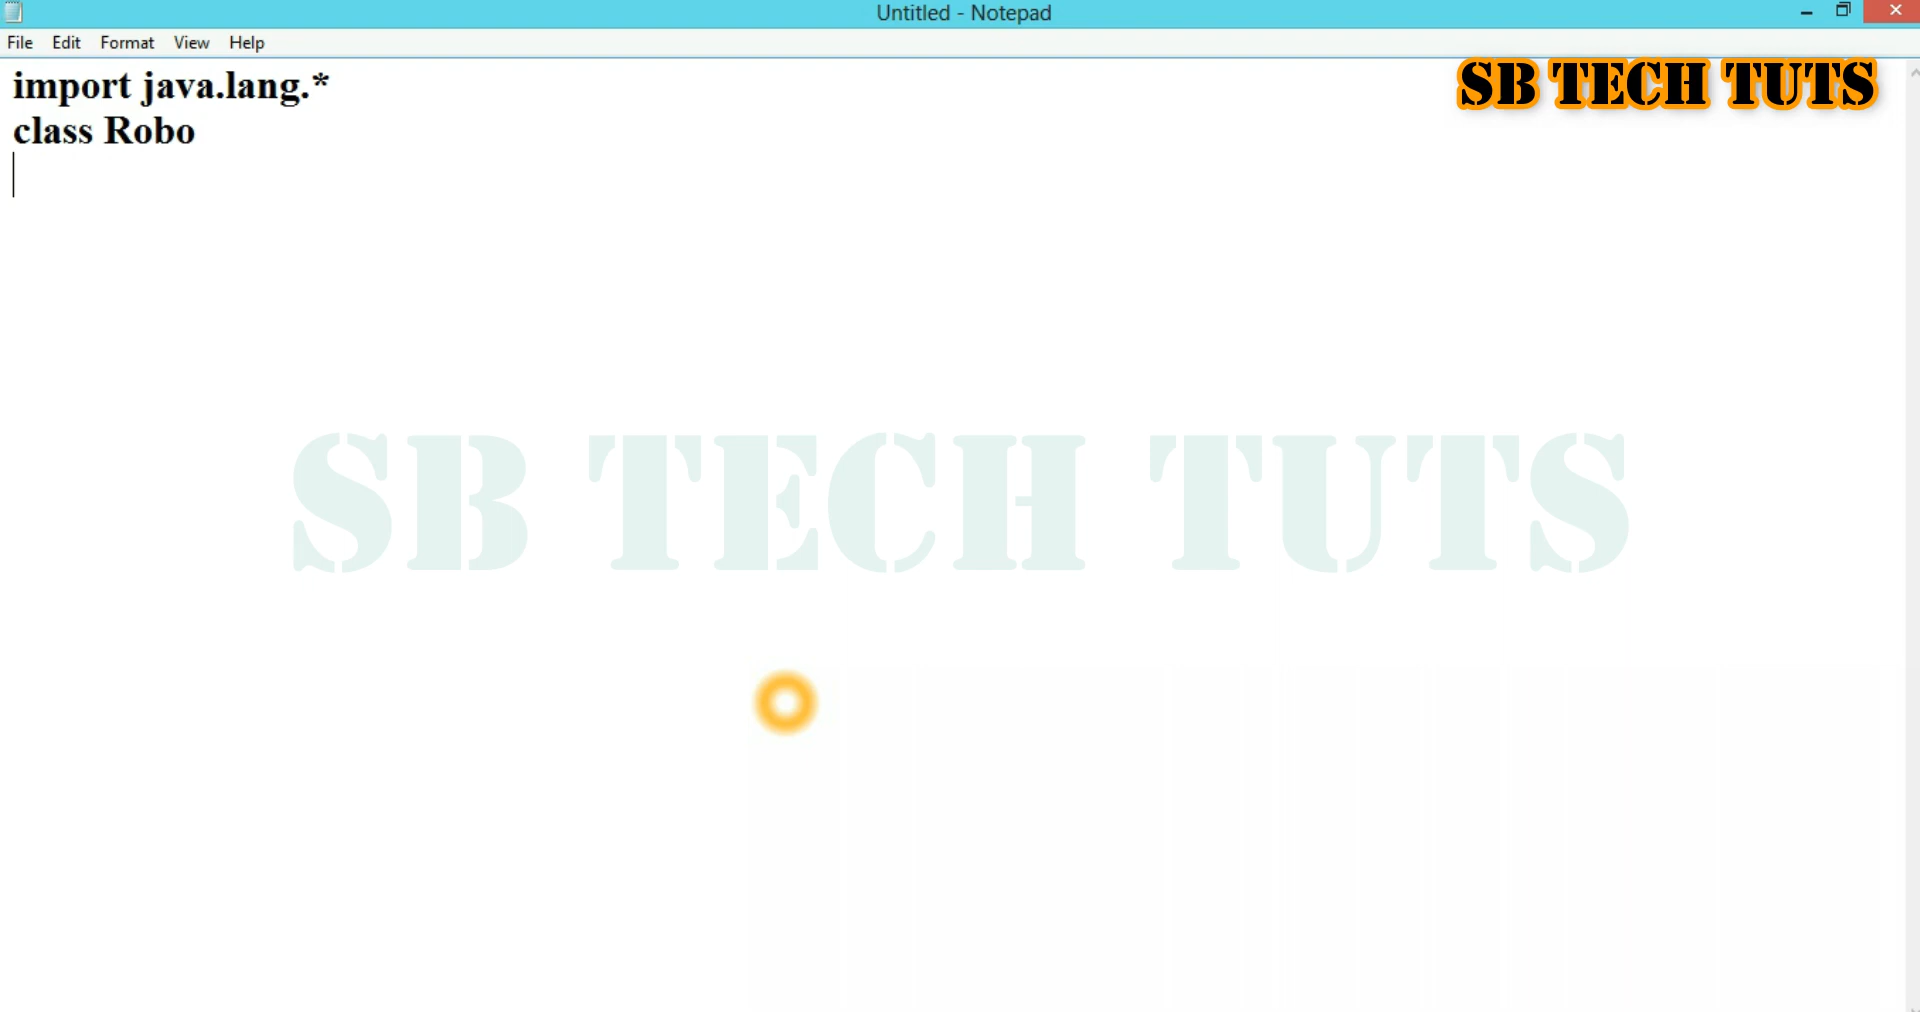 Untitled - Notepad
File Edit Format View Help
import java.lang.*
class Robo
SB TECH TUTS
SB TECH TUTS